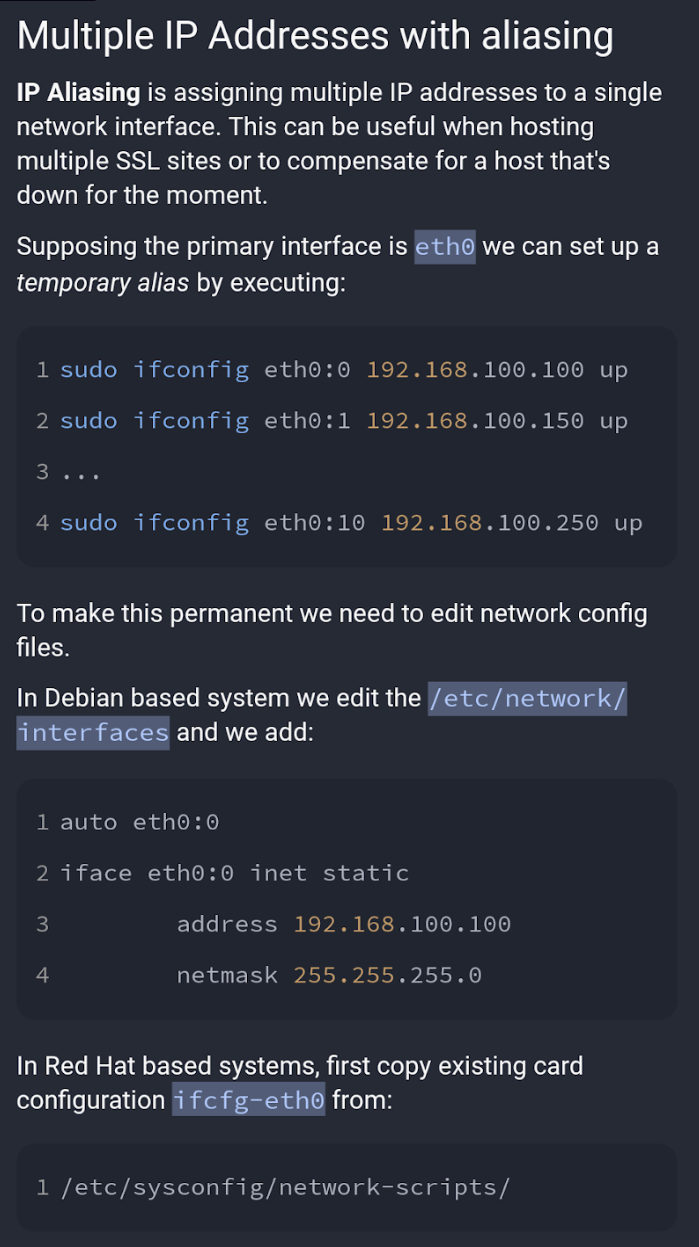 Multiple IP Addresses with aliasing
IP Aliasing is assigning multiple IP addresses to a single
network interface. This can be useful when hosting
multiple SSL sites or to compensate for a host that's
down for the moment.
Supposing the primary interface is eth0 we can set up a
temporary alias by executing:
1 sudo ifconfig eth0:0 192.168.100.100 up
2 sudo ifconfig eth0:1 192.168.100.150 up
3 ...
4 sudo ifconfig eth0:10 192.168.100.250 up
To make this permanent we need to edit network config
files.
In Debian based system we edit the /etc/network/
interfaces and we add:
1 auto eth0:0
2 iface eth0:0 inet static
3 address 192.168.100.100
4 netmask 255.255.255.0
In Red Hat based systems, first copy existing card
configuration ifcfg-eth0 from:
1 /etc/sysconfig/network-scripts/